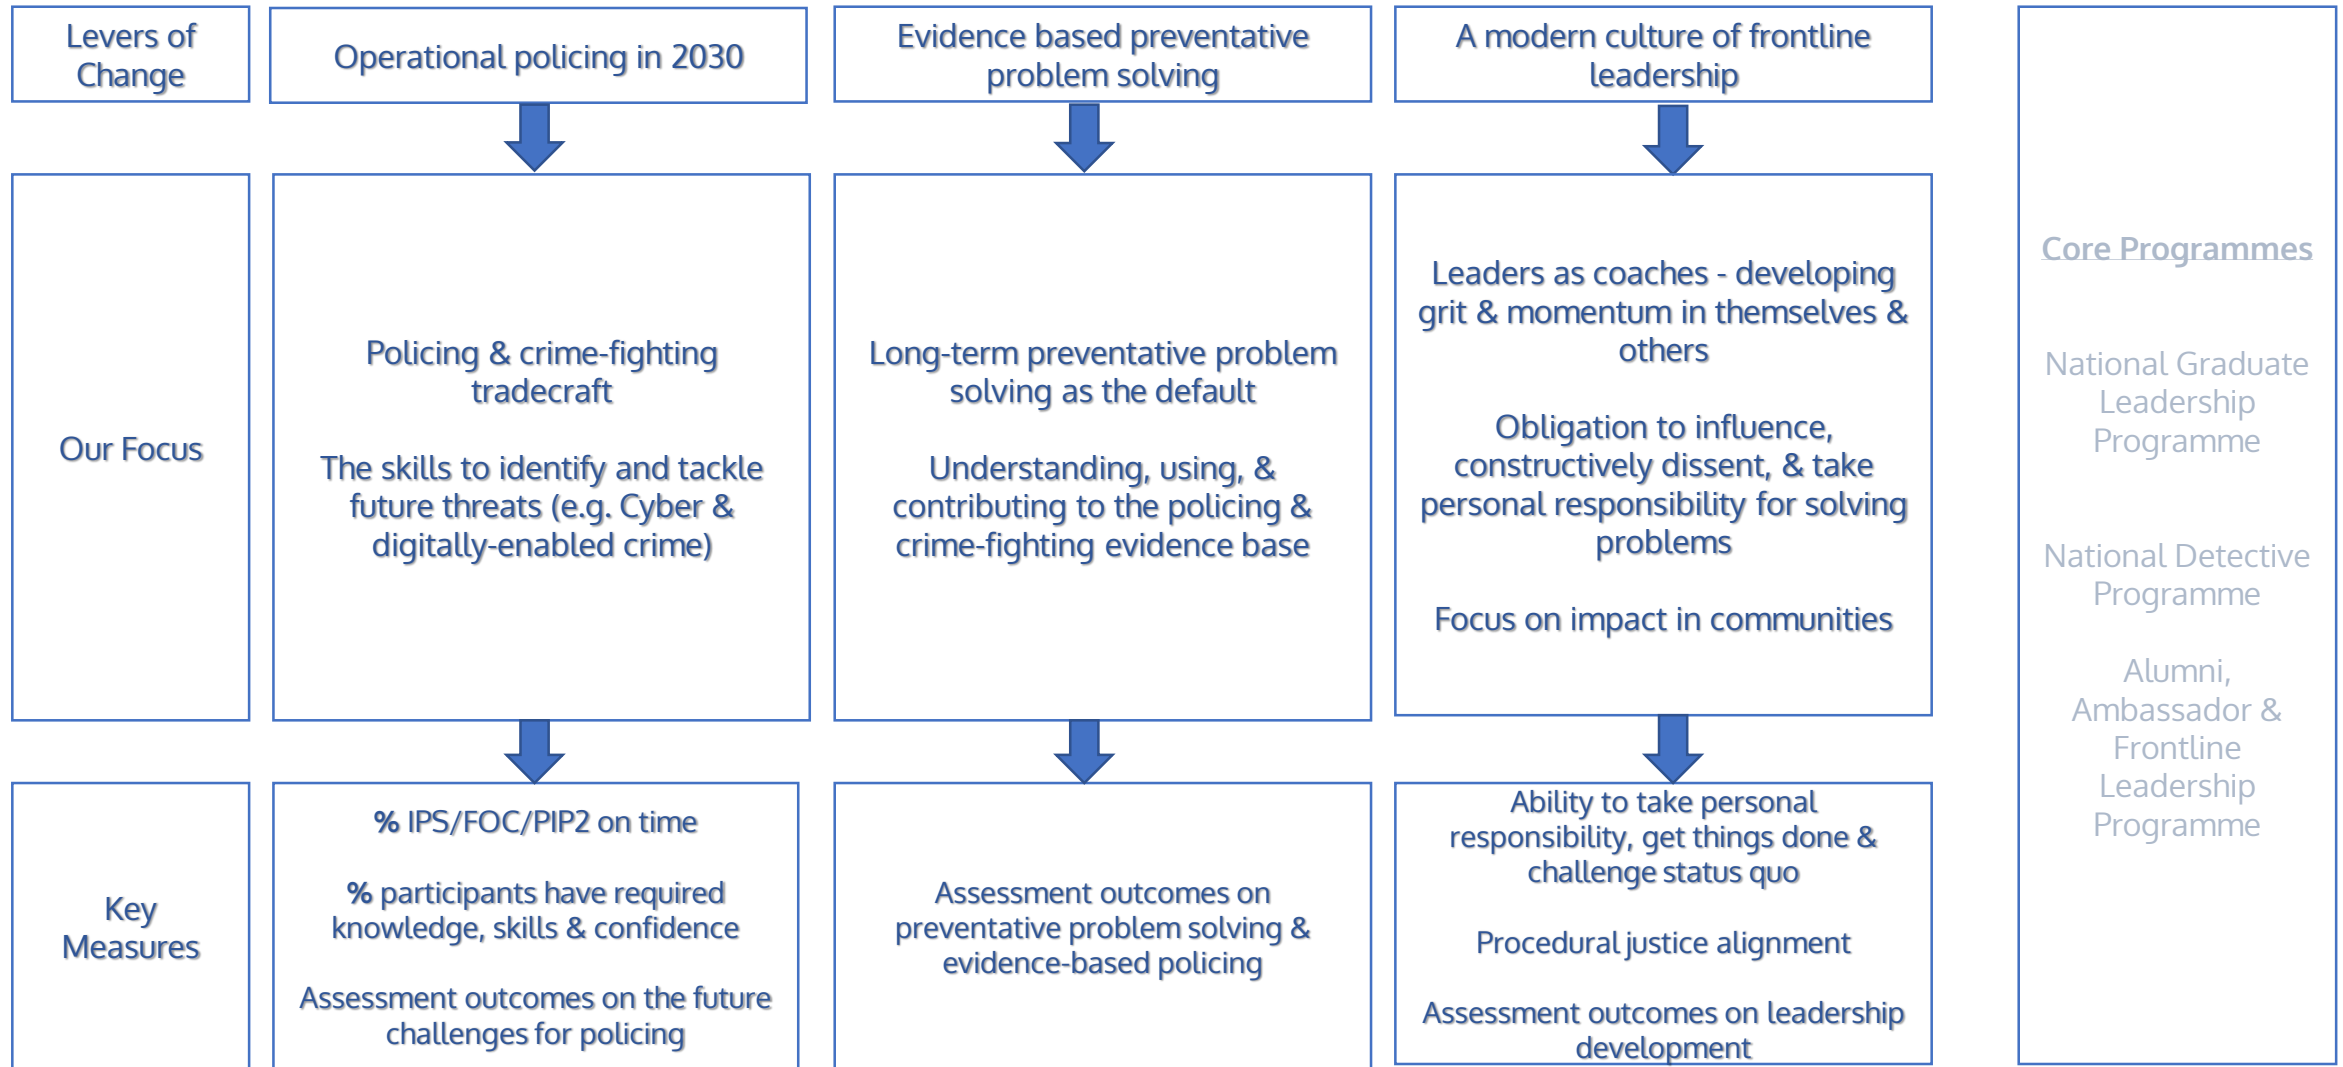 Levers of
Change
Operational policing in 2030
Evidence based preventative
problem solving
A modern culture of frontline
leadership
Our Focus
Policing & crime-fighting
tradecraft
The skills to identify and tackle
future threats (e.g. Cyber &
digitally-enabled crime)
Long-term preventative problem
solving as the default
Understanding, using, &
contributing to the policing &
crime-fighting evidence base
Leaders as coaches - developing
grit & momentum in themselves &
others
Obligation to influence,
constructively dissent, & take
personal responsibility for solving
problems
Focus on impact in communities
Key
Measures
% IPS/FOC/PIP2 on time
% participants have required
knowledge, skills & confidence
Assessment outcomes on the future
challenges for policing
Assessment outcomes on
preventative problem solving &
evidence-based policing
Ability to take personal
responsibility, get things done &
challenge status quo
Procedural justice alignment
Assessment outcomes on leadership
development
Core Programmes
National Graduate
Leadership
Programme
National Detective
Programme
Alumni,
Ambassador &
Frontline
Leadership
Programme